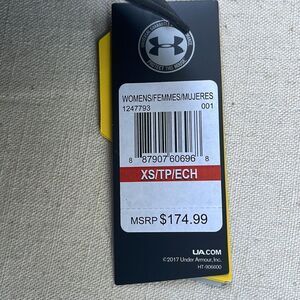 WOMENS/FEMMES/MUJERES
1247793 001
8 87907 60696 8
XS/TP/ECH
MSRP $174.99
UA.COM
©2017 Under Armour, Inc.
HT-906600